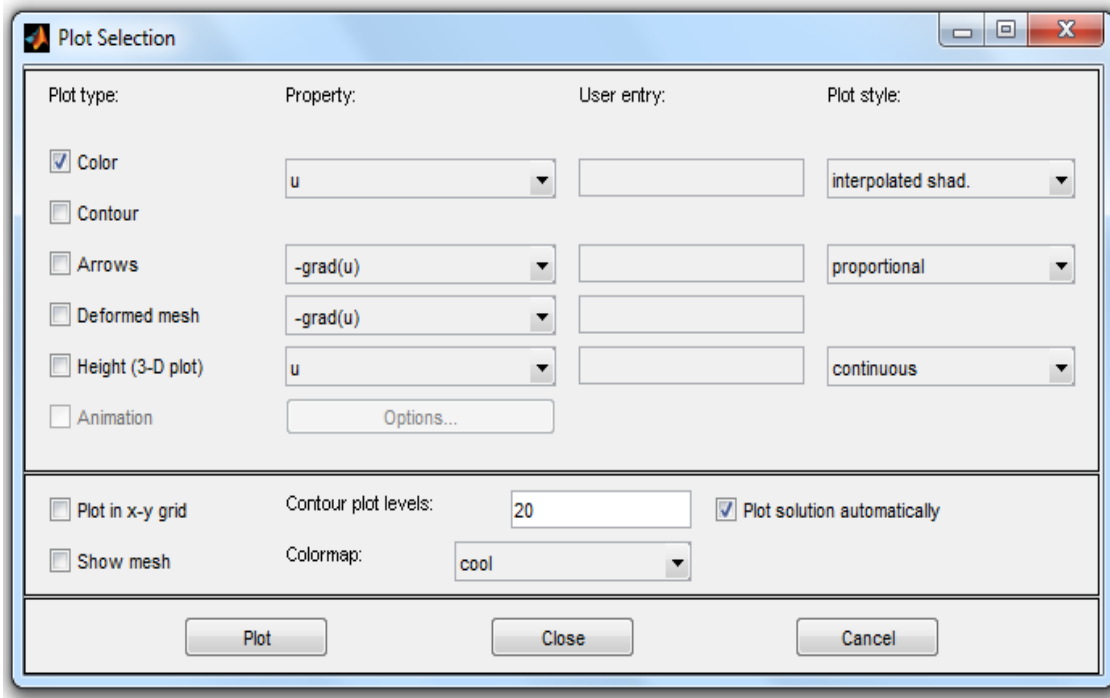 Plot Selection
Plot type: Property: User entry: Plot style:
Color u interpolated shad.
Contour
Arrows -grad(u) proportional
Deformed mesh -grad(u)
Height (3-D plot) u continuous
Animation Options...
Plot in x-y grid Contour plot levels: 20 Plot solution automatically
Show mesh Colormap: cool
Plot Close Cancel